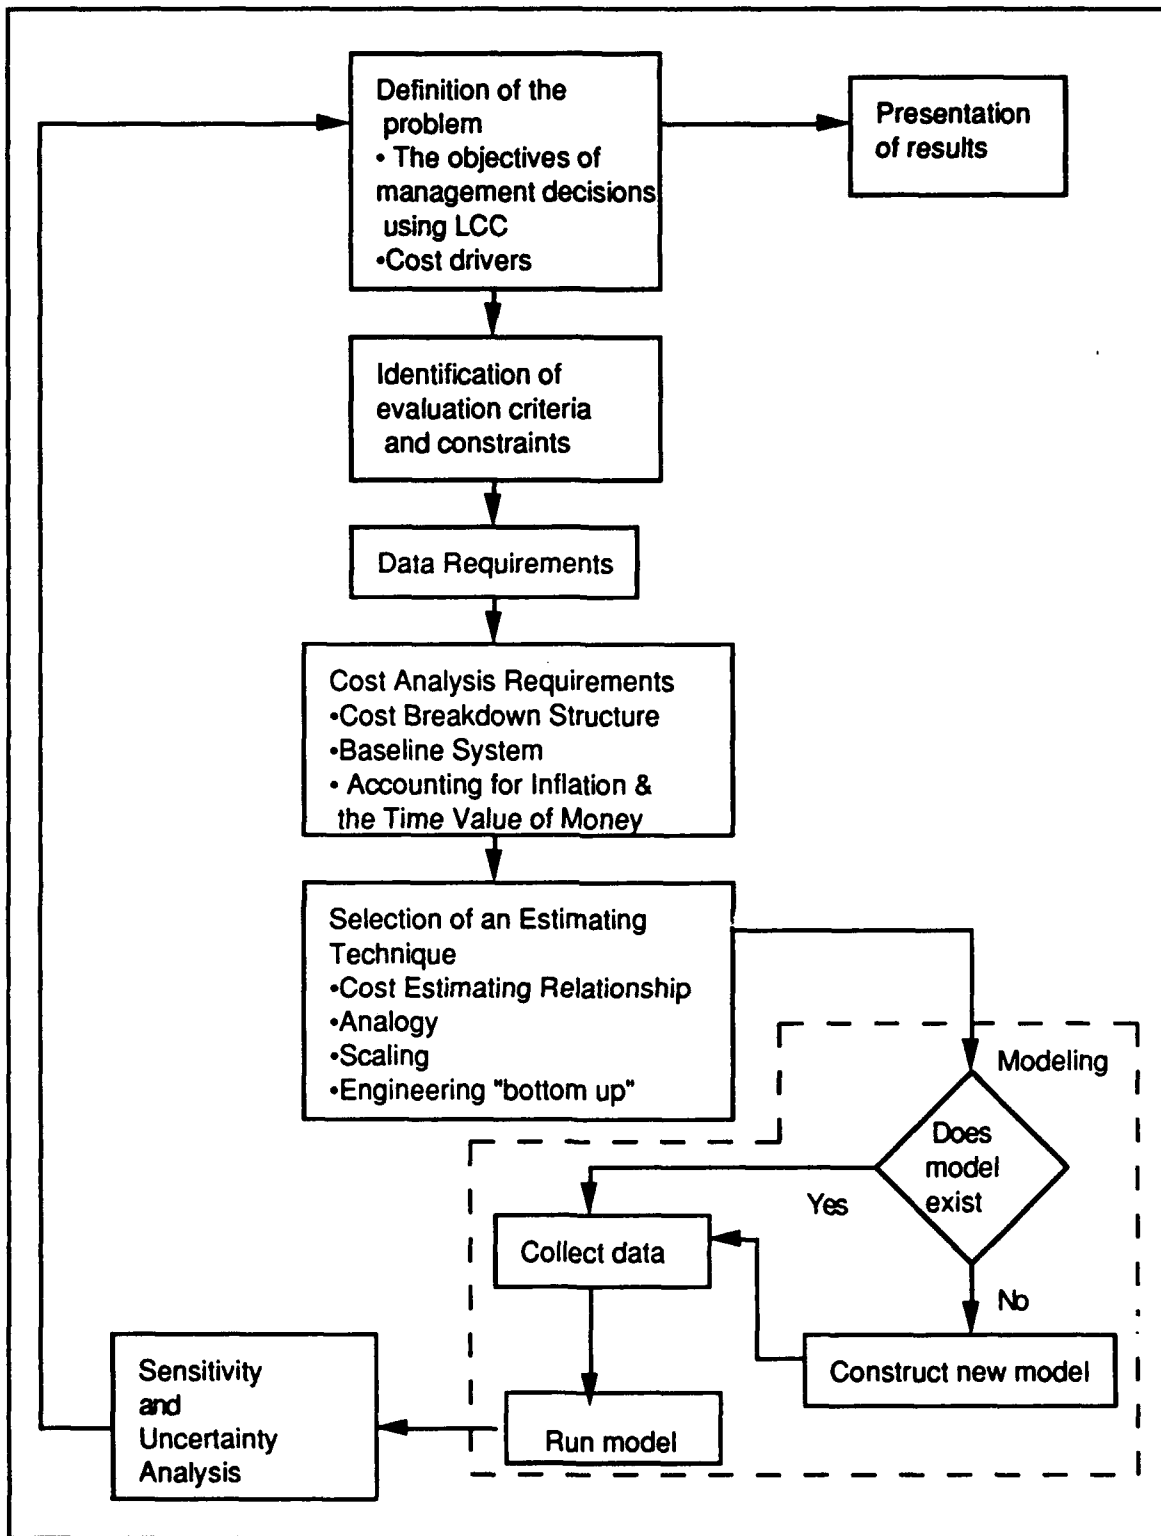 Definition of the
problem
• The objectives of
management decisions
using LCC
•Cost drivers
Presentation
of results
Identification of
evaluation criteria
and constraints
Data Requirements
Cost Analysis Requirements
•Cost Breakdown Structure
•Baseline System
• Accounting for Inflation &
the Time Value of Money
Selection of an Estimating
Technique
•Cost Estimating Relationship
•Analogy
•Scaling
•Engineering "bottom up"
Modeling
Does
model
exist
Yes
No
Collect data
Construct new model
Run model
Sensitivity
and
Uncertainty
Analysis